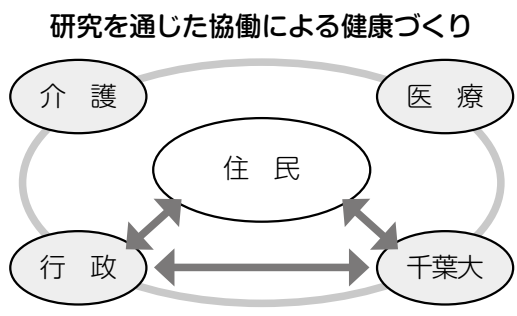 研究を通じた協働による健康づくり
介　護
医　療
住　民
行　政
千葉大